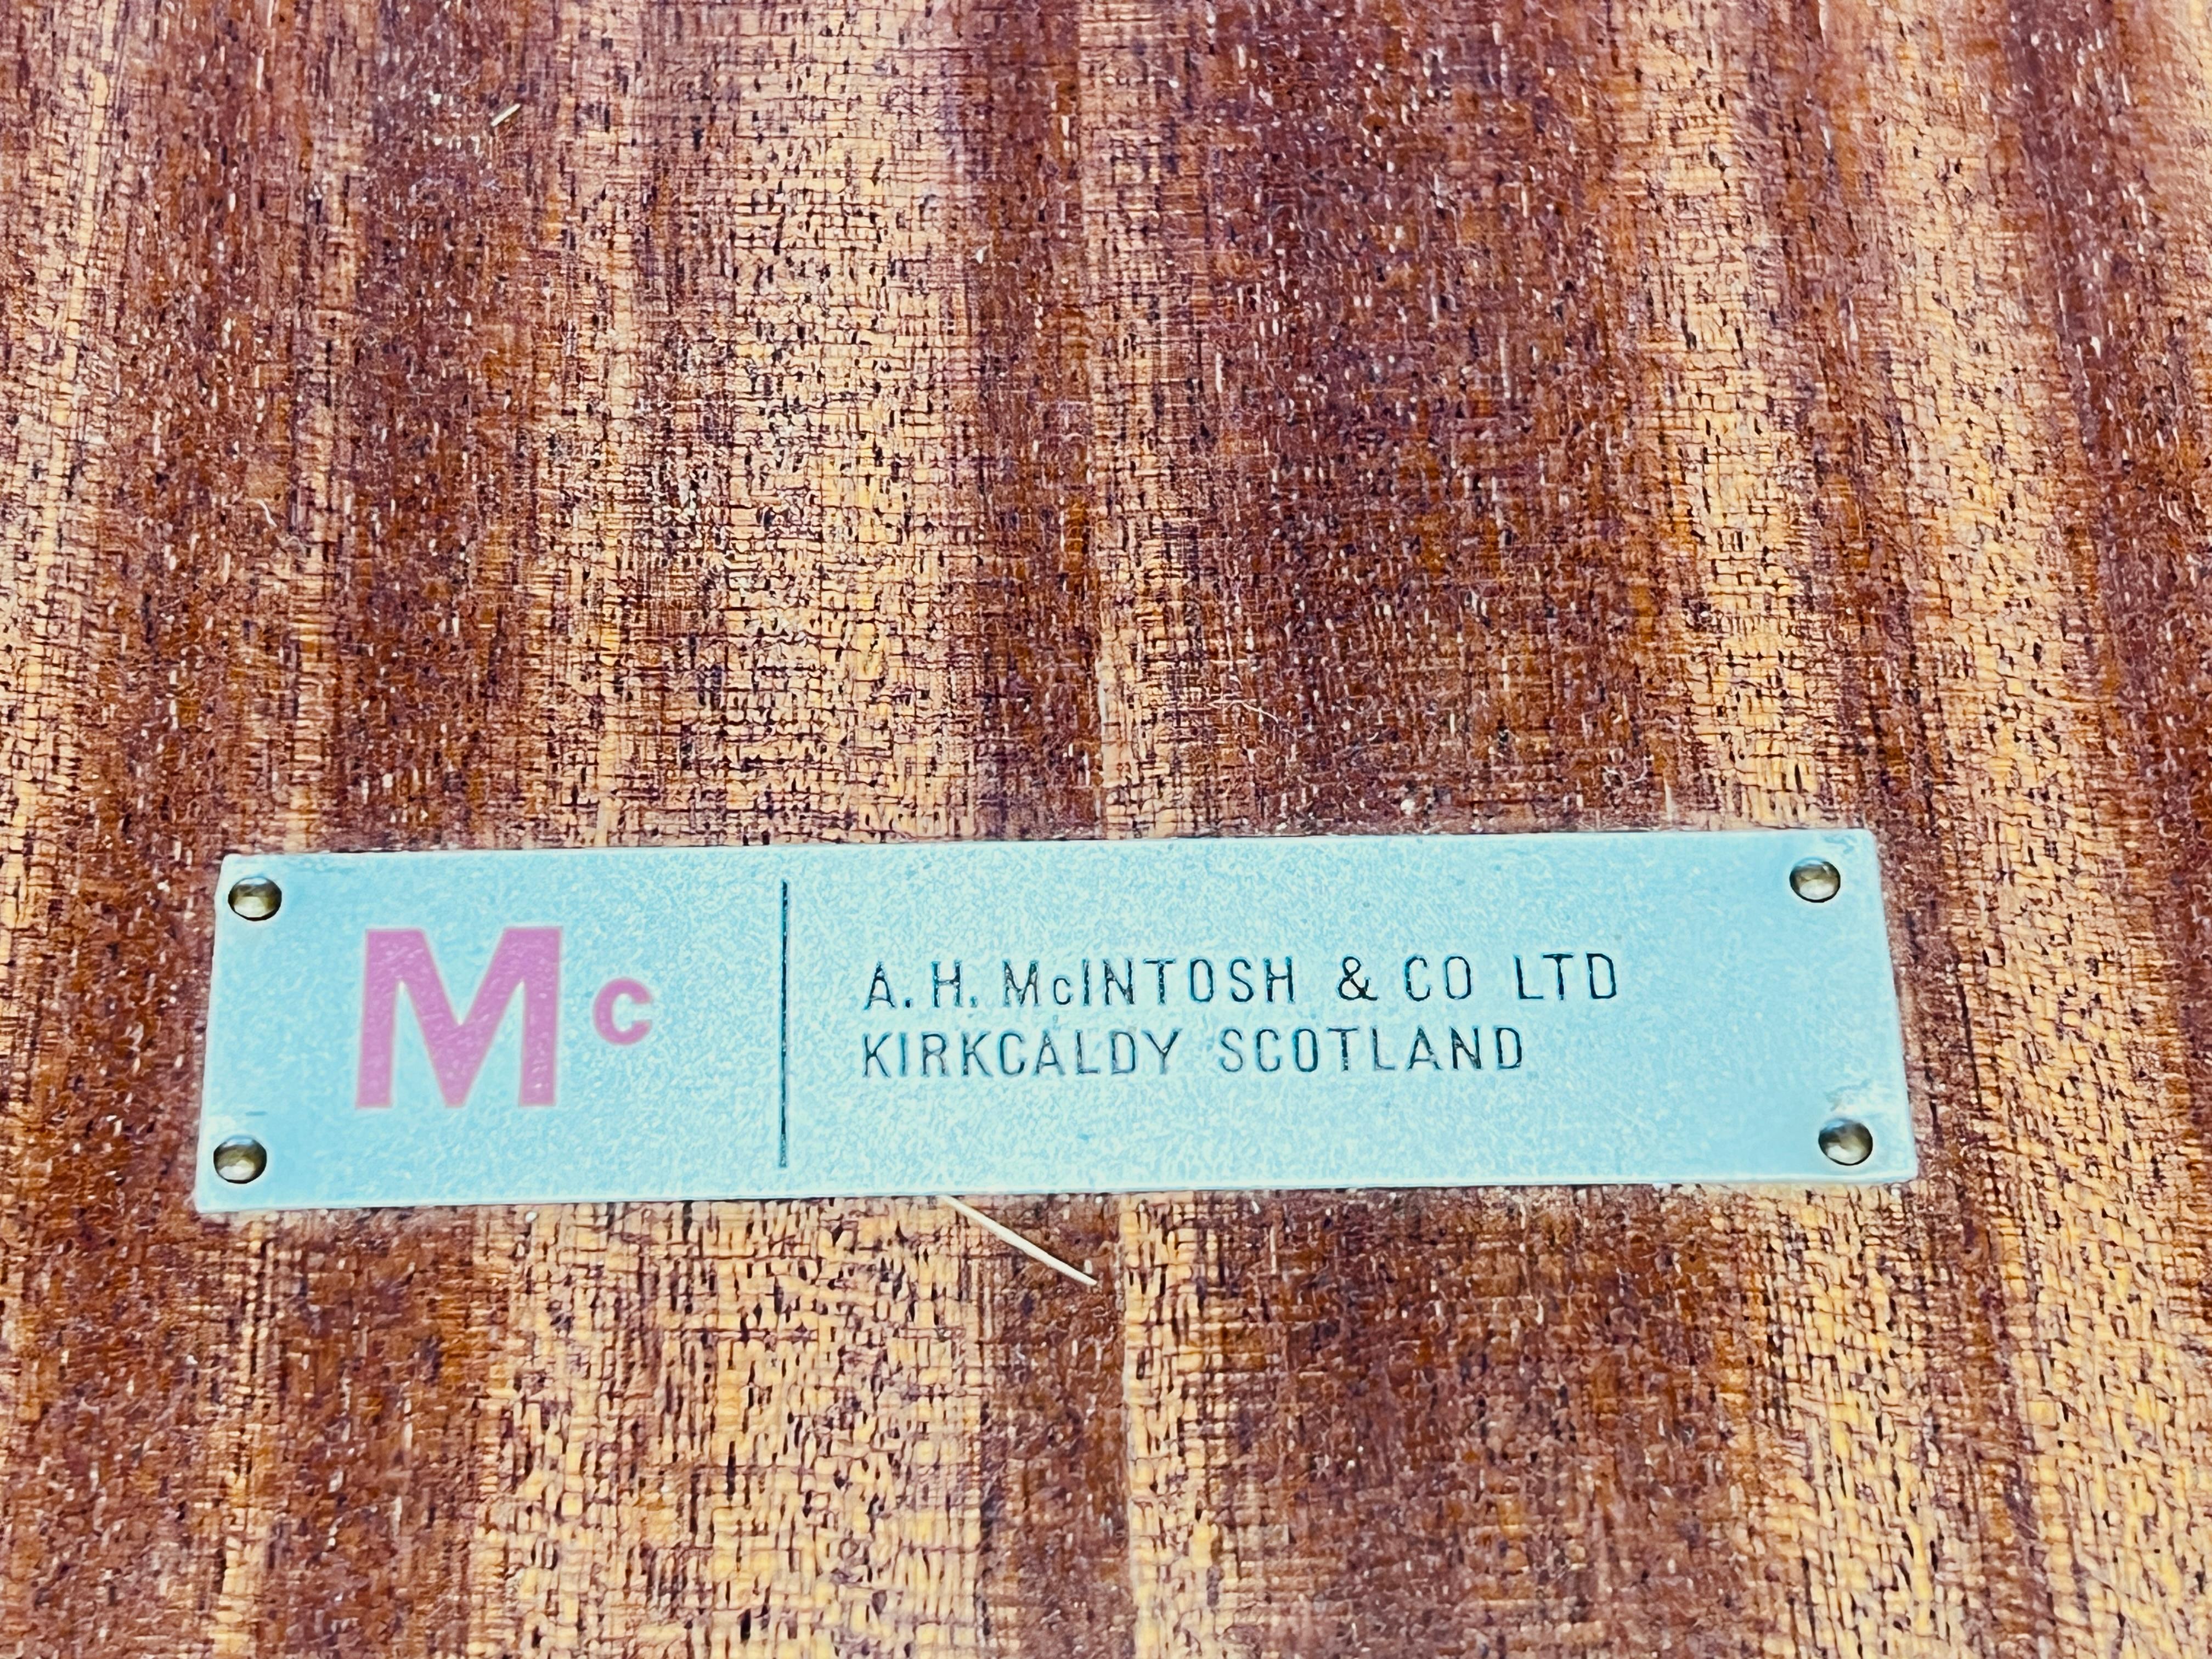 Mc
A. H. McINTOSH & CO LTD
KIRKCALDY SCOTLAND